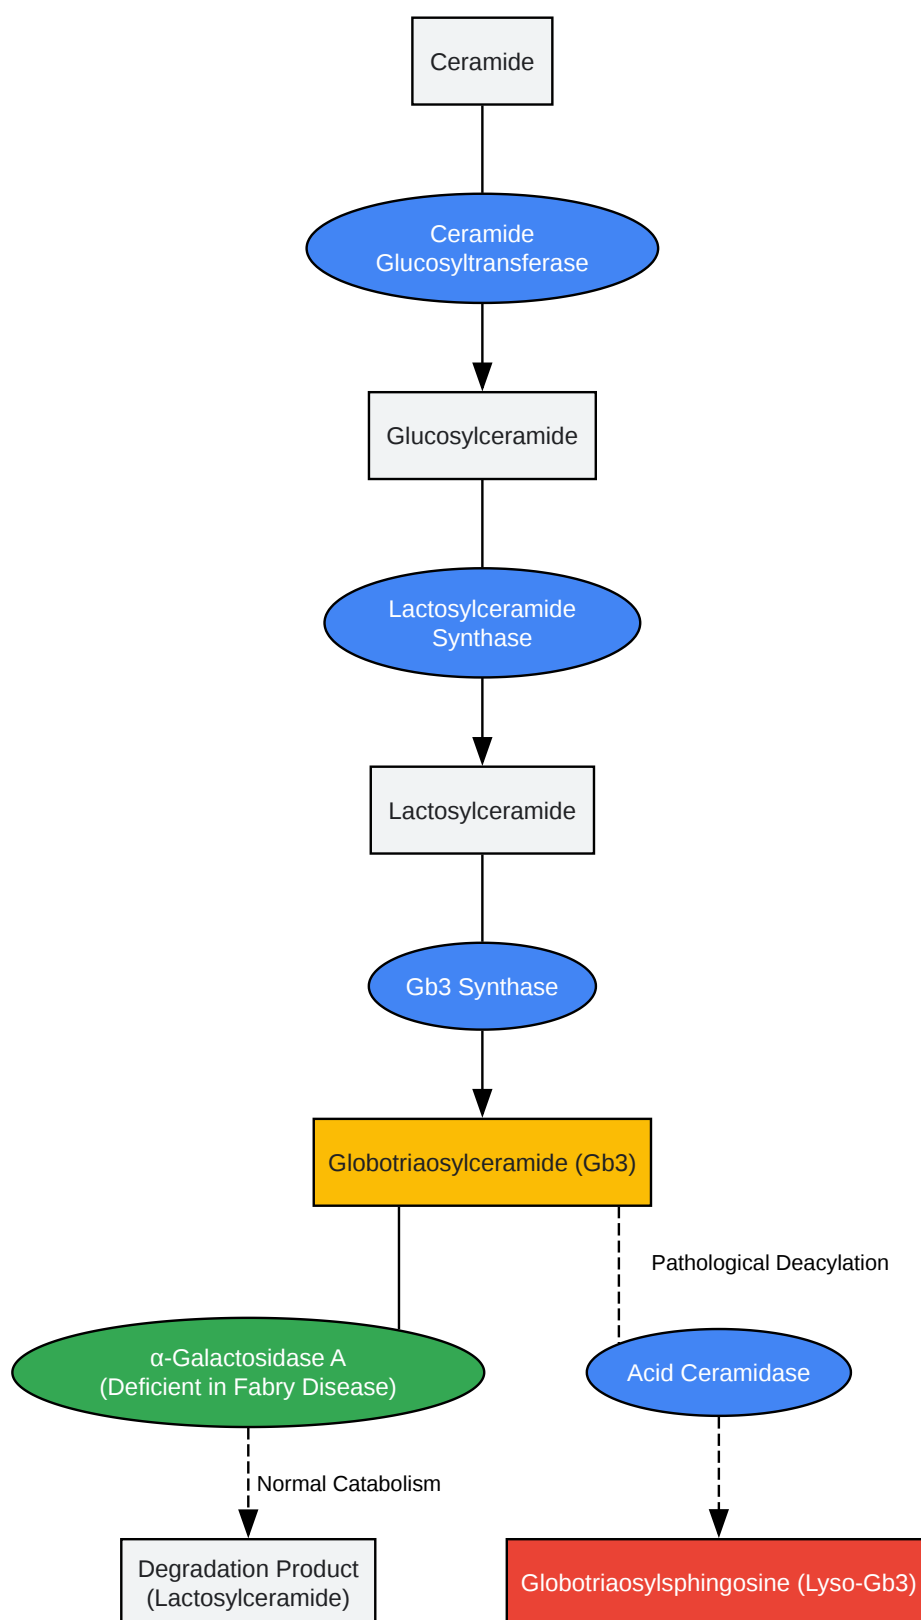 Ceramide
Ceramide
Glucosyltransferase
Glucosylceramide
Lactosylceramide
Synthase
Lactosylceramide
Gb3 Synthase
Globotriaosylceramide (Gb3)
Pathological Deacylation
α-Galactosidase A
(Deficient in Fabry Disease)
Acid Ceramidase
Normal Catabolism
Degradation Product
(Lactosylceramide)
Globotriaosylsphingosine (Lyso-Gb3)